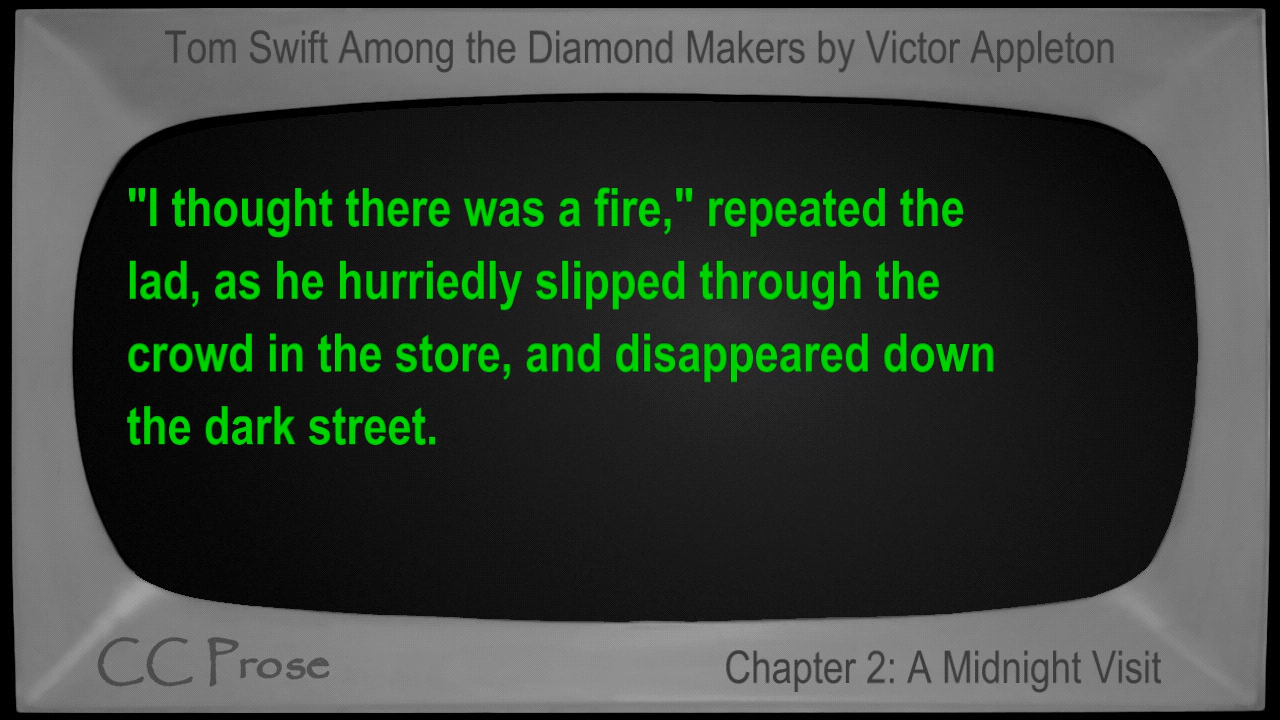 Tom Swift Among the Diamond Makers by Victor Appleton
"I thought there was a fire," repeated the
lad, as he hurriedly slipped through the
crowd in the store, and disappeared down
the dark street.
CC Prose
Chapter 2: A Midnight Visit